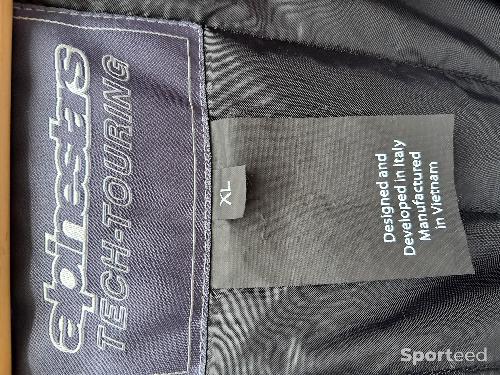 alpinestars
TECH-TOURING
XL
Designed and
Developed in Italy
Manufactured
in Vietnam
Sporteed